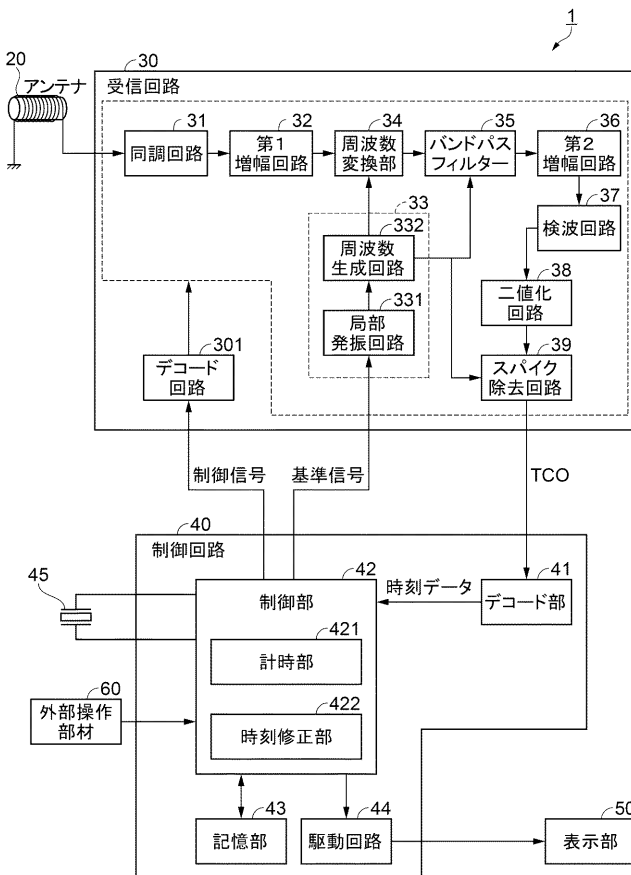 1
20
アンテナ
30
受信回路
31
同調回路
32
第1
増幅回路
34
周波数
変換部
35
バンドパス
フィルター
36
第2
増幅回路
37
検波回路
33
332
周波数
生成回路
331
局部
発振回路
38
二値化
回路
39
スパイク
除去回路
301
デコード
回路
制御信号
基準信号
TCO
40
制御回路
45
42
制御部
時刻データ
41
デコード部
421
計時部
422
時刻修正部
60
外部操作
部材
43
記憶部
44
駆動回路
50
表示部